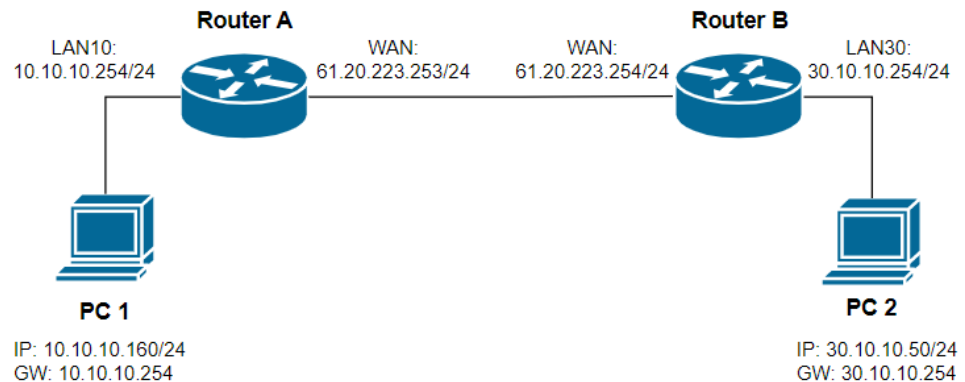 Router A
Router B
LAN10:
10.10.10.254/24
WAN:
61.20.223.253/24
WAN:
61.20.223.254/24
LAN30:
30.10.10.254/24
PC 1
IP: 10.10.10.160/24
GW: 10.10.10.254
PC 2
IP: 30.10.10.50/24
GW: 30.10.10.254